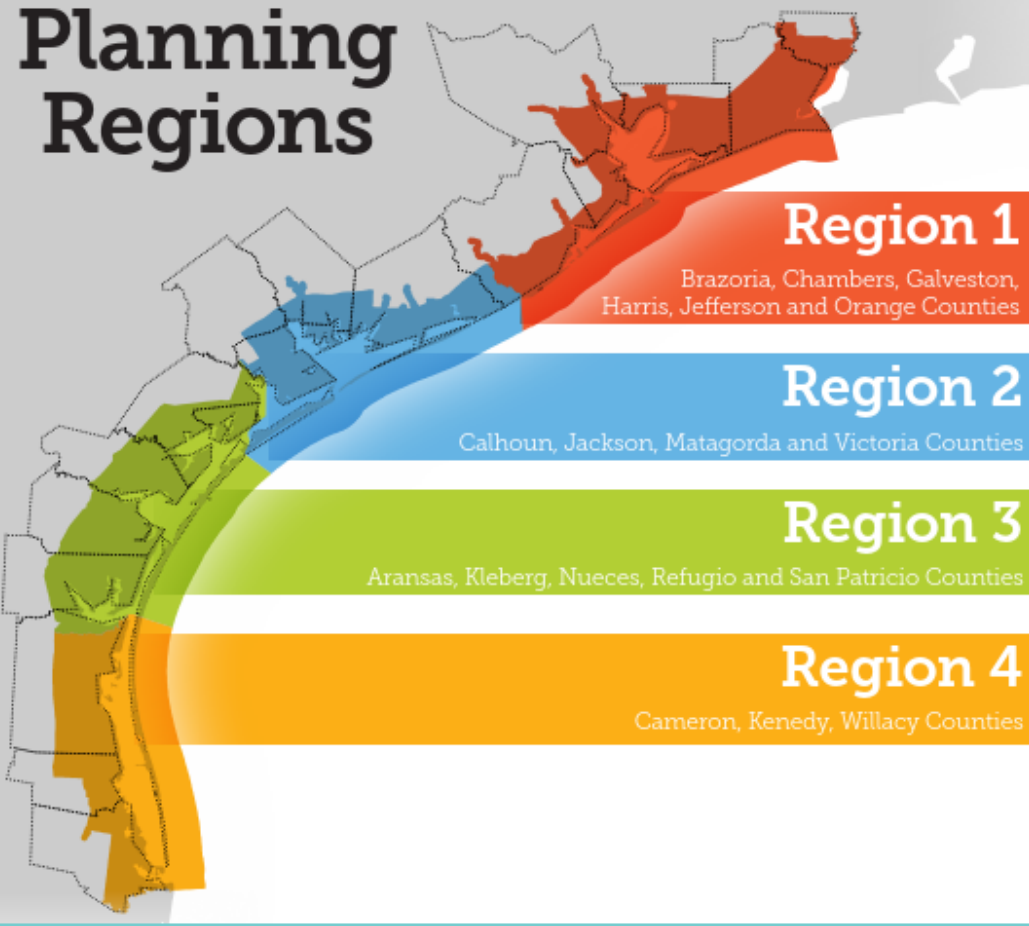 Planning
Regions
Region 1
Brazoria, Chambers, Galveston,
Harris, Jefferson and Orange Counties
Region 2
Calhoun, Jackson, Matagorda and Victoria Counties
Region 3
Aransas, Kleberg, Nueces, Refugio and San Patricio Counties
Region 4
Cameron, Kenedy, Willacy Counties